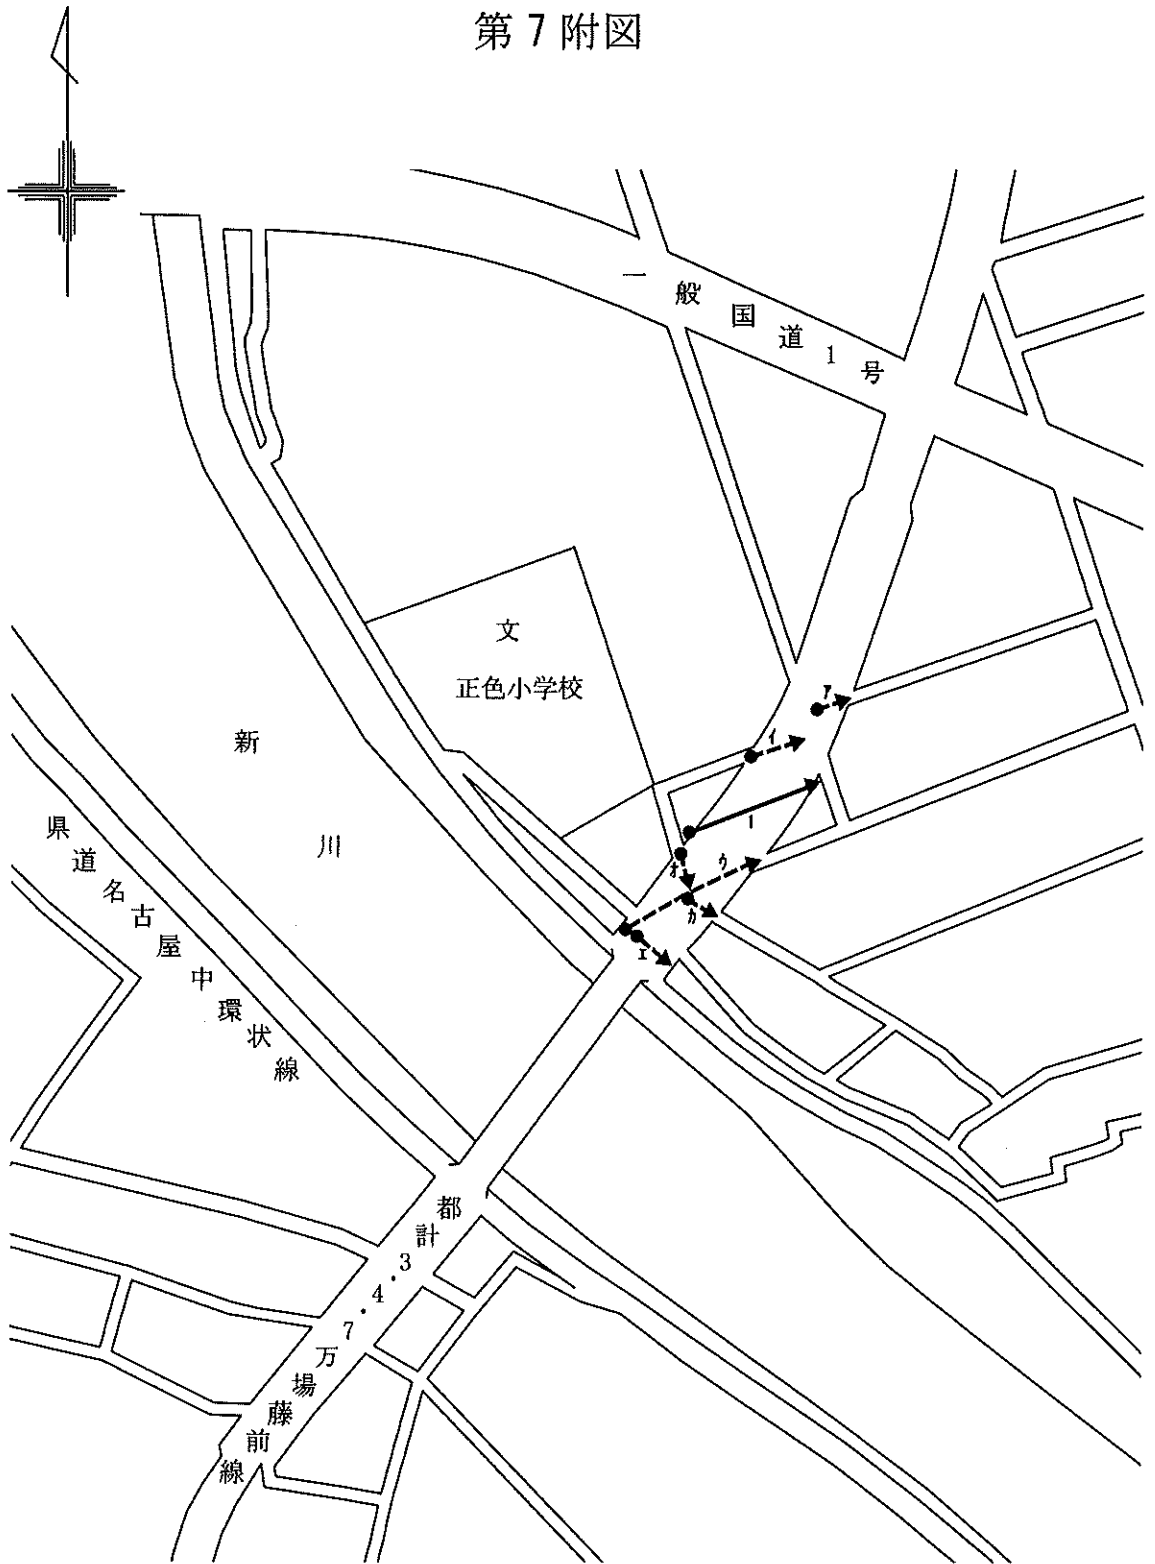 第7附図
一般国道1号
文
正色小学校
ア
イ
1
ウ
オ
カ
エ
新川
県道名古屋中環状線
都計3・4・7万場藤前線